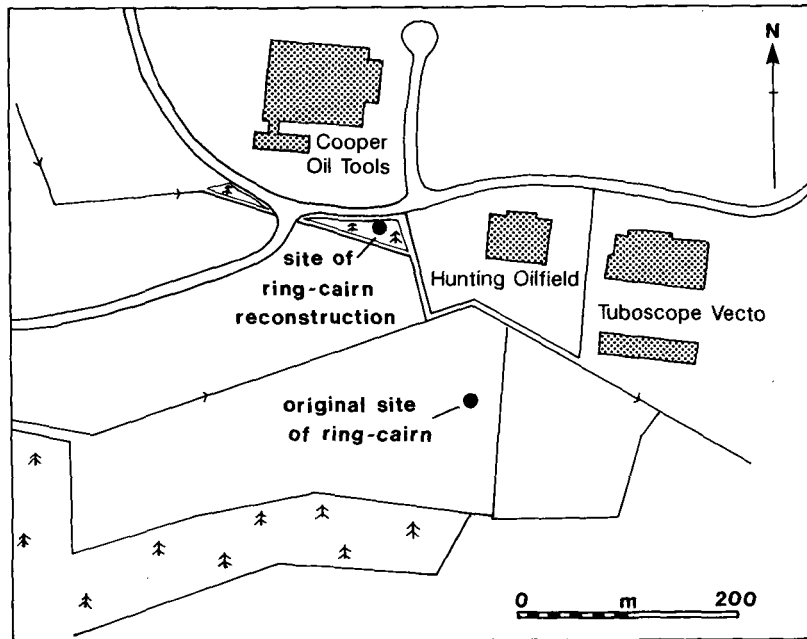 N
Cooper
Oil Tools
site of
ring-cairn
reconstruction
Hunting Oilfield
Tuboscope Vecto
original site
of ring-cairn
0 m 200